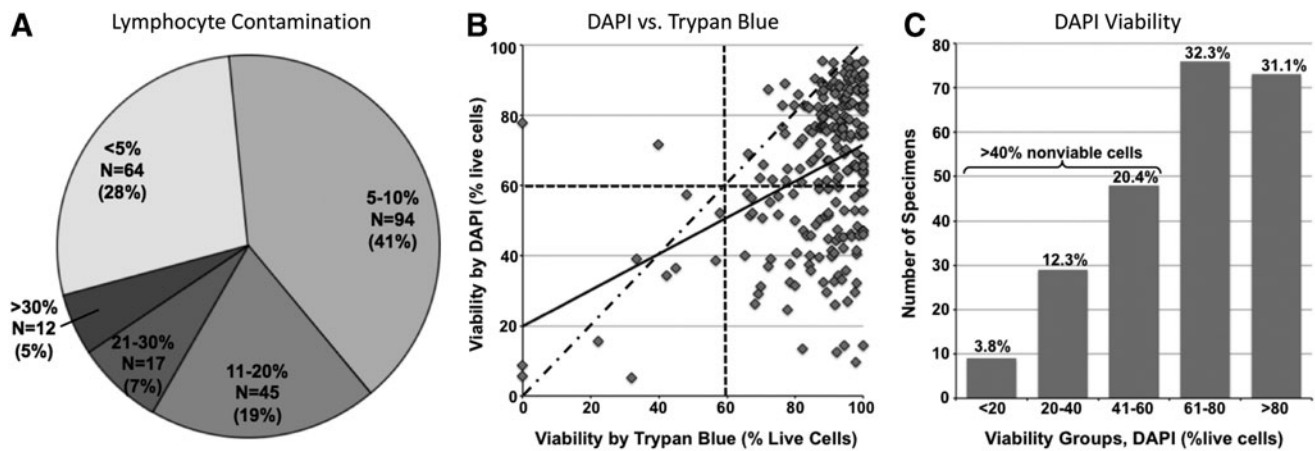 A
Lymphocyte Contamination
<5%
N=64
(28%)
5-10%
N=94
(41%)
>30%
N=12
(5%)
21-30%
N=17
(7%)
11-20%
N=45
(19%)
B
DAPI vs. Trypan Blue
Viability by DAPI (% live cells)
100
80
60
40
20
0
0 20 40 60 80 100
Viability by Trypan Blue (% Live Cells)
C
DAPI Viability
Number of Specimens
80
70
60
50
40
30
20
10
0
>40% nonviable cells
3.8%
12.3%
20.4%
32.3%
31.1%
<20 20-40 41-60 61-80 >80
Viability Groups, DAPI (%live cells)